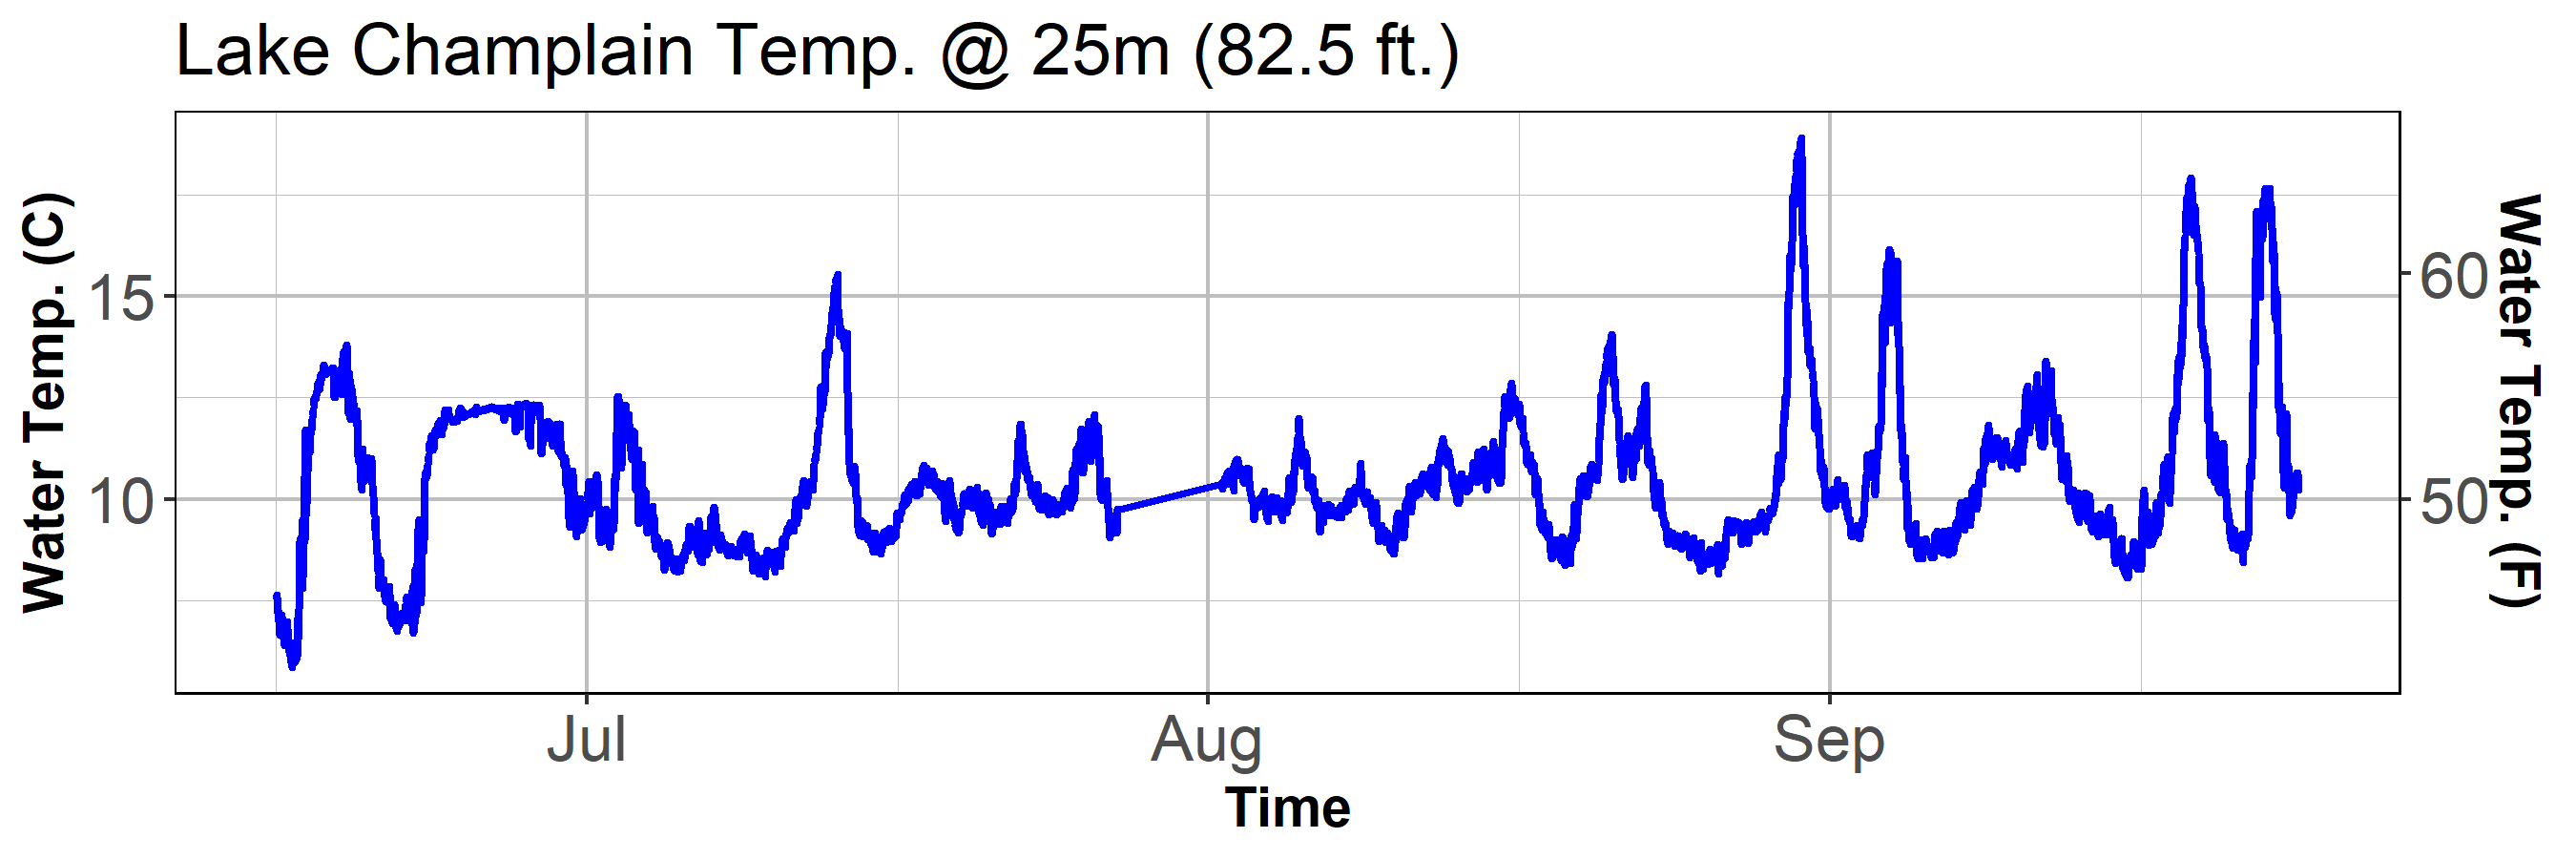 Lake Champlain Temp. @ 25m (82.5 ft.)
Water Temp. (C)
15
10
60
50
Water Temp. (F)
Jul
Aug
Sep
Time